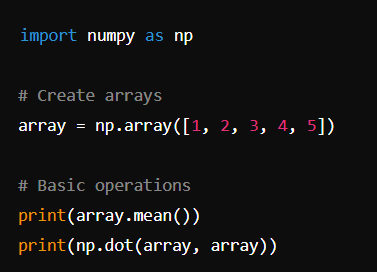 import numpy as np
# Create arrays
array = np.array([1, 2, 3, 4, 5])
# Basic operations
print(array.mean())
print(np.dot(array, array))